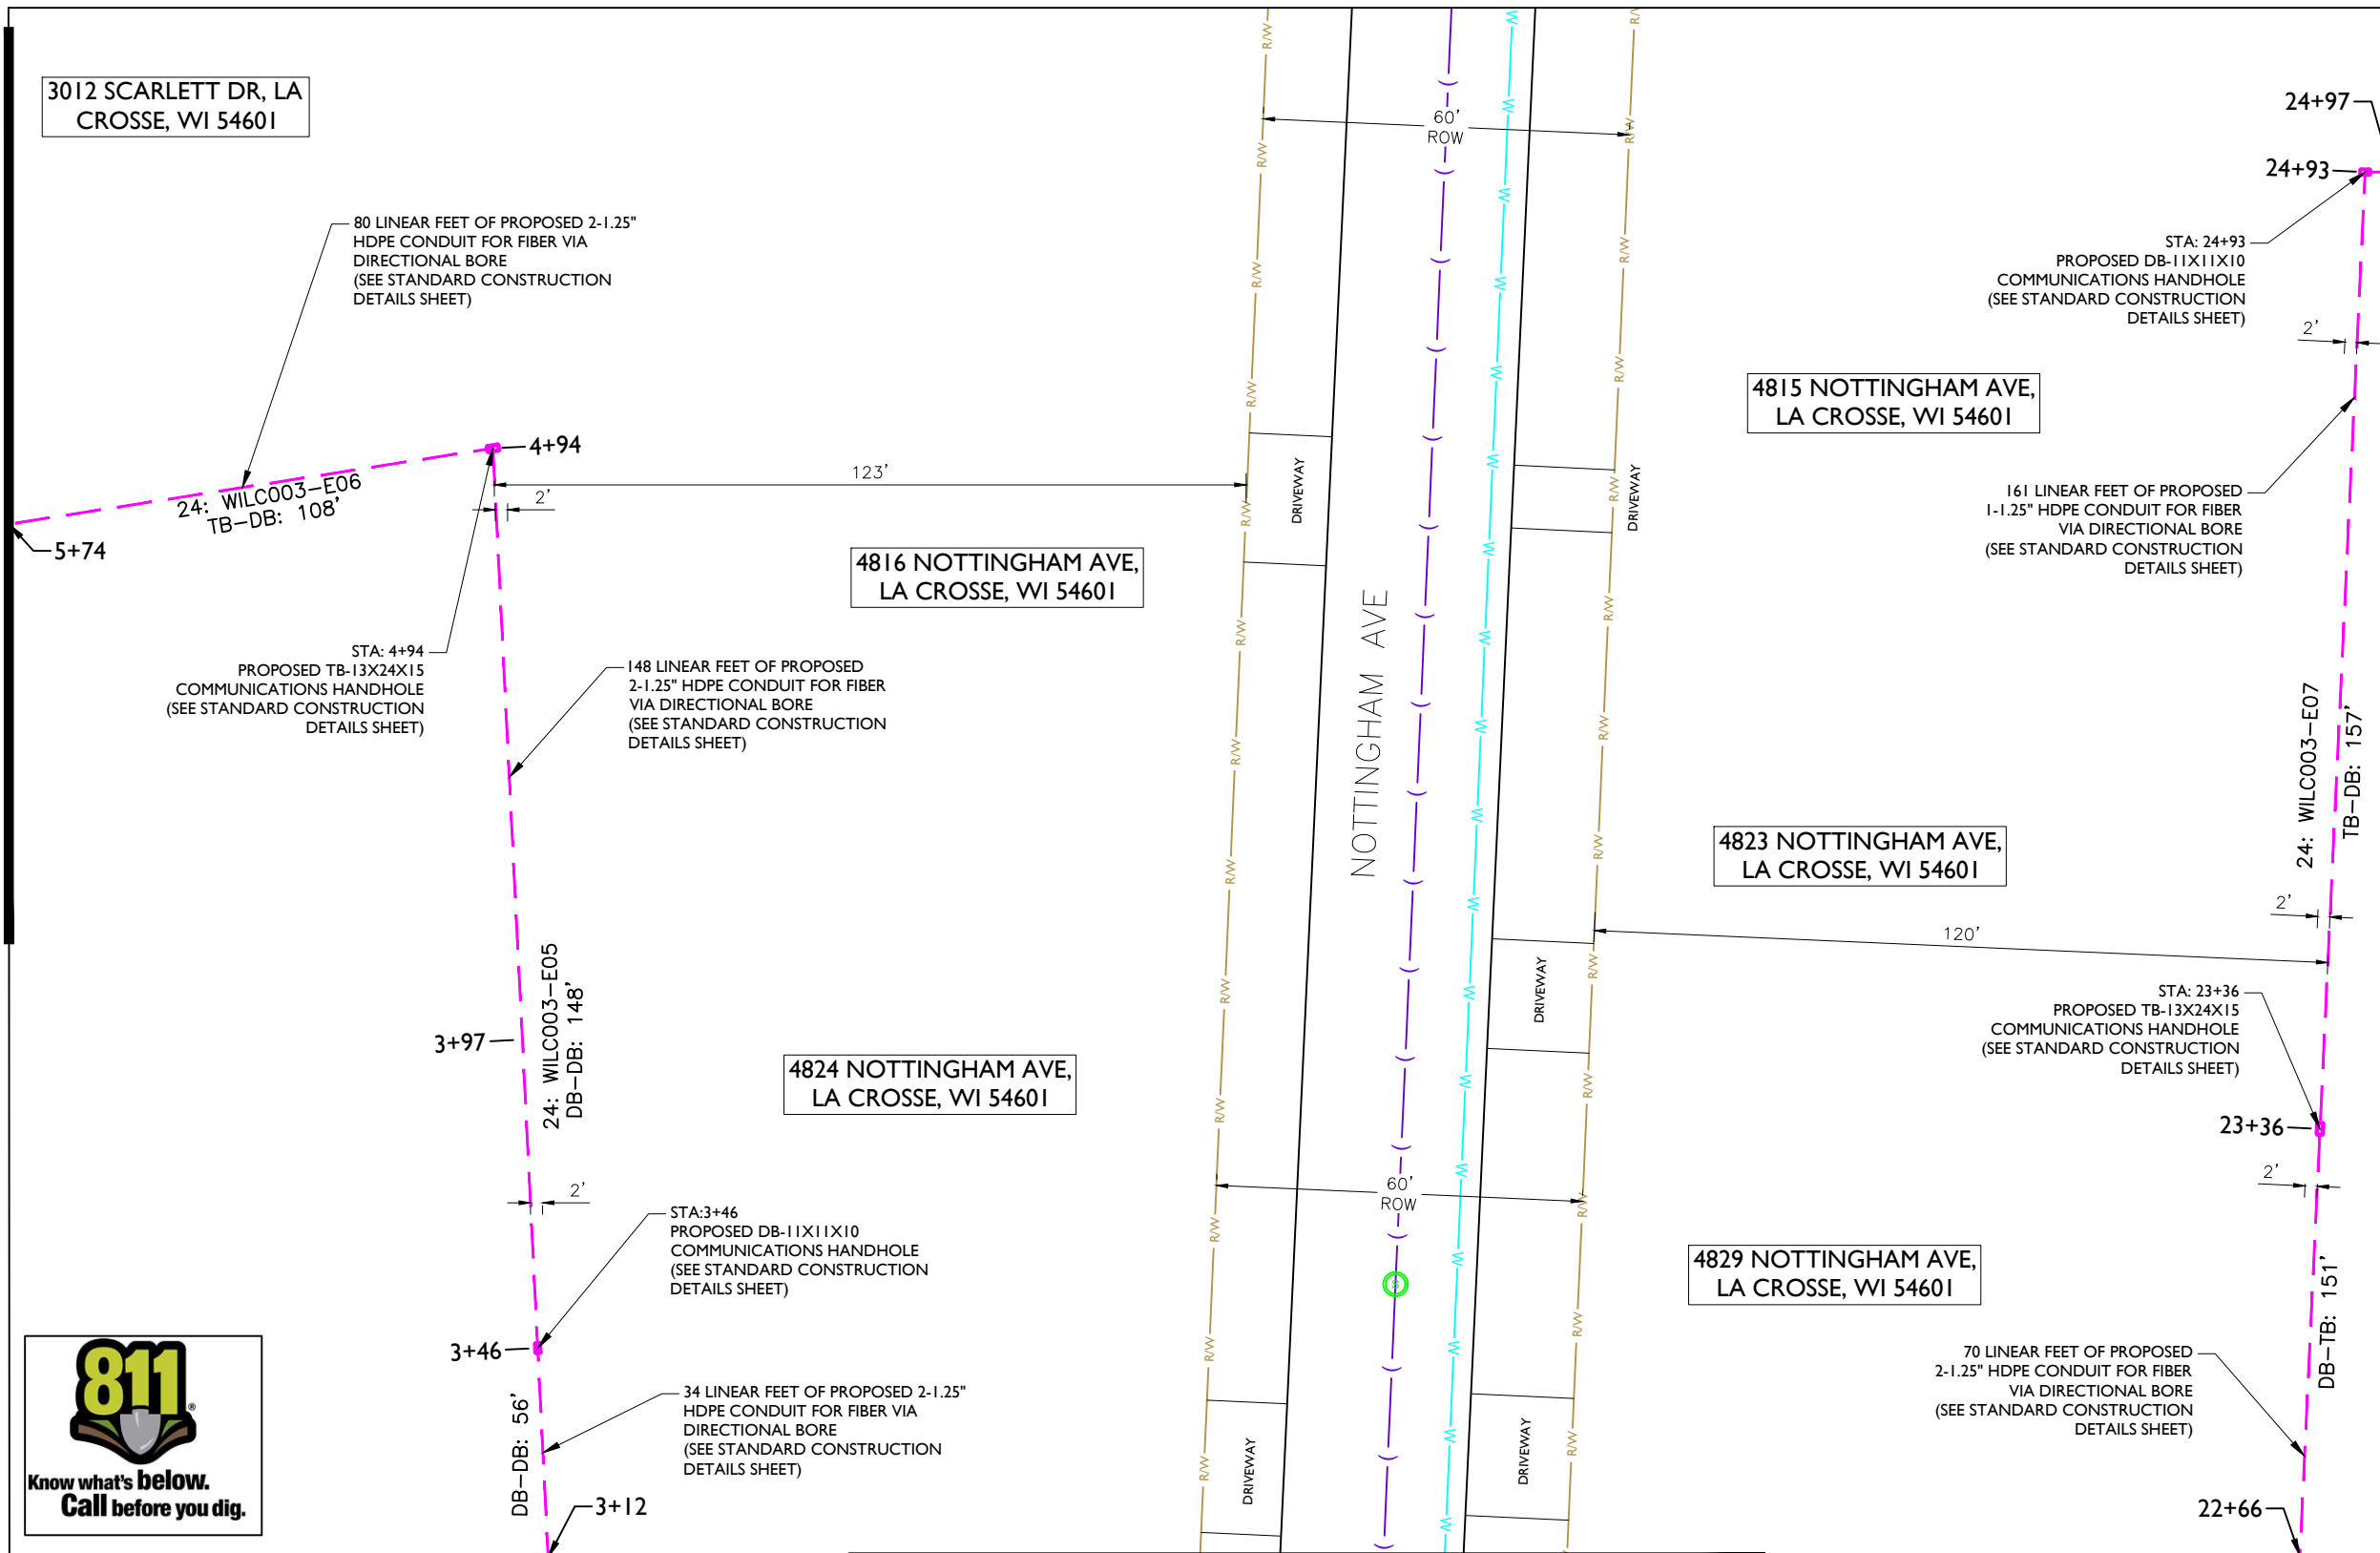 3012 SCARLETT DR, LA
CROSSE, WI 54601
80 LINEAR FEET OF PROPOSED 2-1.25"
HDPE CONDUIT FOR FIBER VIA
DIRECTIONAL BORE
(SEE STANDARD CONSTRUCTION
DETAILS SHEET)
4+94
24: WILC003-E06
TB-DB: 108'
5+74
123'
2'
STA: 4+94
PROPOSED TB-13X24X15
COMMUNICATIONS HANDHOLE
(SEE STANDARD CONSTRUCTION
DETAILS SHEET)
148 LINEAR FEET OF PROPOSED
2-1.25" HDPE CONDUIT FOR FIBER
VIA DIRECTIONAL BORE
(SEE STANDARD CONSTRUCTION
DETAILS SHEET)
4816 NOTTINGHAM AVE,
LA CROSSE, WI 54601
3+97
24: WILC003-E05
DB-DB: 148'
4824 NOTTINGHAM AVE,
LA CROSSE, WI 54601
2'
STA:3+46
PROPOSED DB-11X11X10
COMMUNICATIONS HANDHOLE
(SEE STANDARD CONSTRUCTION
DETAILS SHEET)
3+46
34 LINEAR FEET OF PROPOSED 2-1.25"
HDPE CONDUIT FOR FIBER VIA
DIRECTIONAL BORE
(SEE STANDARD CONSTRUCTION
DETAILS SHEET)
DB-DB: 56'
3+12
811®
Know what's below.
Call before you dig.
60'
ROW
R/W
W
DRIVEWAY
DRIVEWAY
NOTTINGHAM AVE
DRIVEWAY
60'
ROW
S
DRIVEWAY
DRIVEWAY
24+97
24+93
STA: 24+93
PROPOSED DB-11X11X10
COMMUNICATIONS HANDHOLE
(SEE STANDARD CONSTRUCTION
DETAILS SHEET)
2'
4815 NOTTINGHAM AVE,
LA CROSSE, WI 54601
161 LINEAR FEET OF PROPOSED
1-1.25" HDPE CONDUIT FOR FIBER
VIA DIRECTIONAL BORE
(SEE STANDARD CONSTRUCTION
DETAILS SHEET)
24: WILC003-E07
TB-DB: 157'
4823 NOTTINGHAM AVE,
LA CROSSE, WI 54601
2'
120'
STA: 23+36
PROPOSED TB-13X24X15
COMMUNICATIONS HANDHOLE
(SEE STANDARD CONSTRUCTION
DETAILS SHEET)
23+36
2'
4829 NOTTINGHAM AVE,
LA CROSSE, WI 54601
DB-TB: 151'
70 LINEAR FEET OF PROPOSED
2-1.25" HDPE CONDUIT FOR FIBER
VIA DIRECTIONAL BORE
(SEE STANDARD CONSTRUCTION
DETAILS SHEET)
22+66